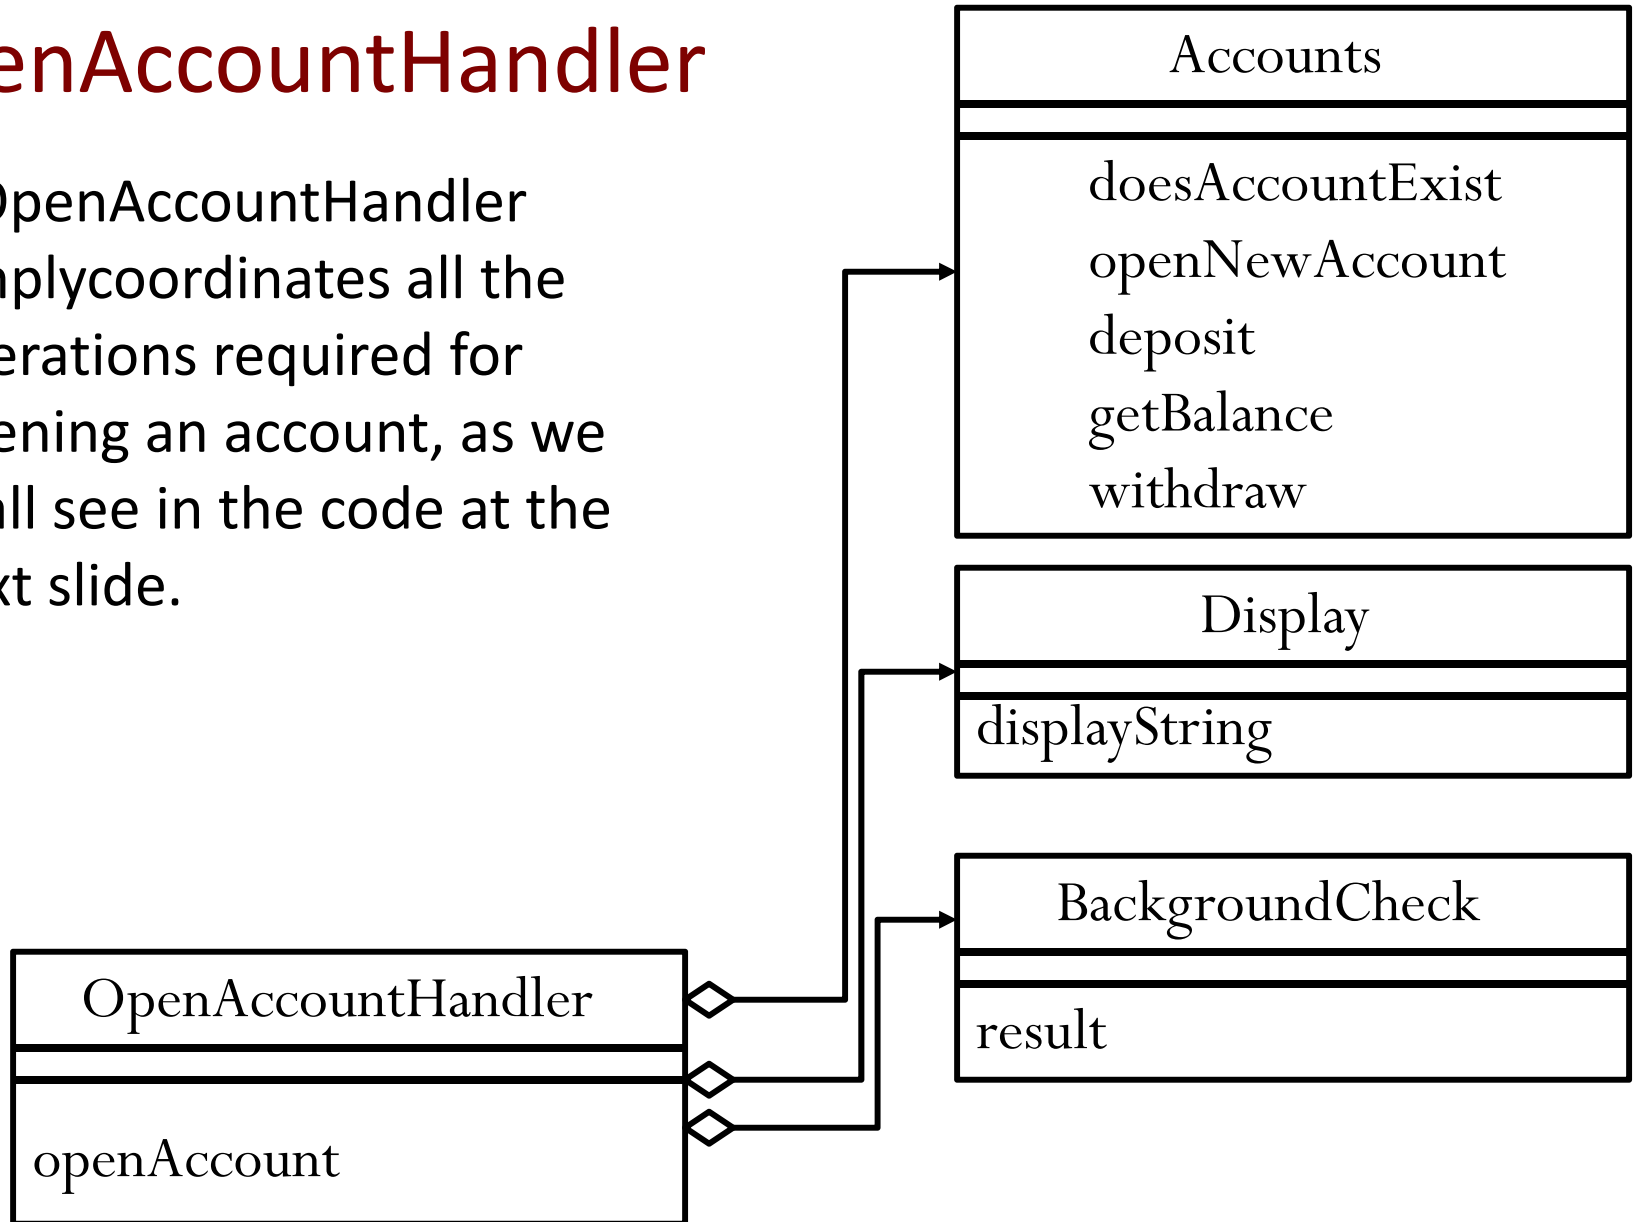 enAccountHandler
OpenAccountHandler
mplycoordinates all the
erations required for
ening an account, as we
all see in the code at the
xt slide.
Accounts
doesAccountExist
openNewAccount
deposit
getBalance
withdraw
Display
displayString
BackgroundCheck
result
OpenAccountHandler
openAccount